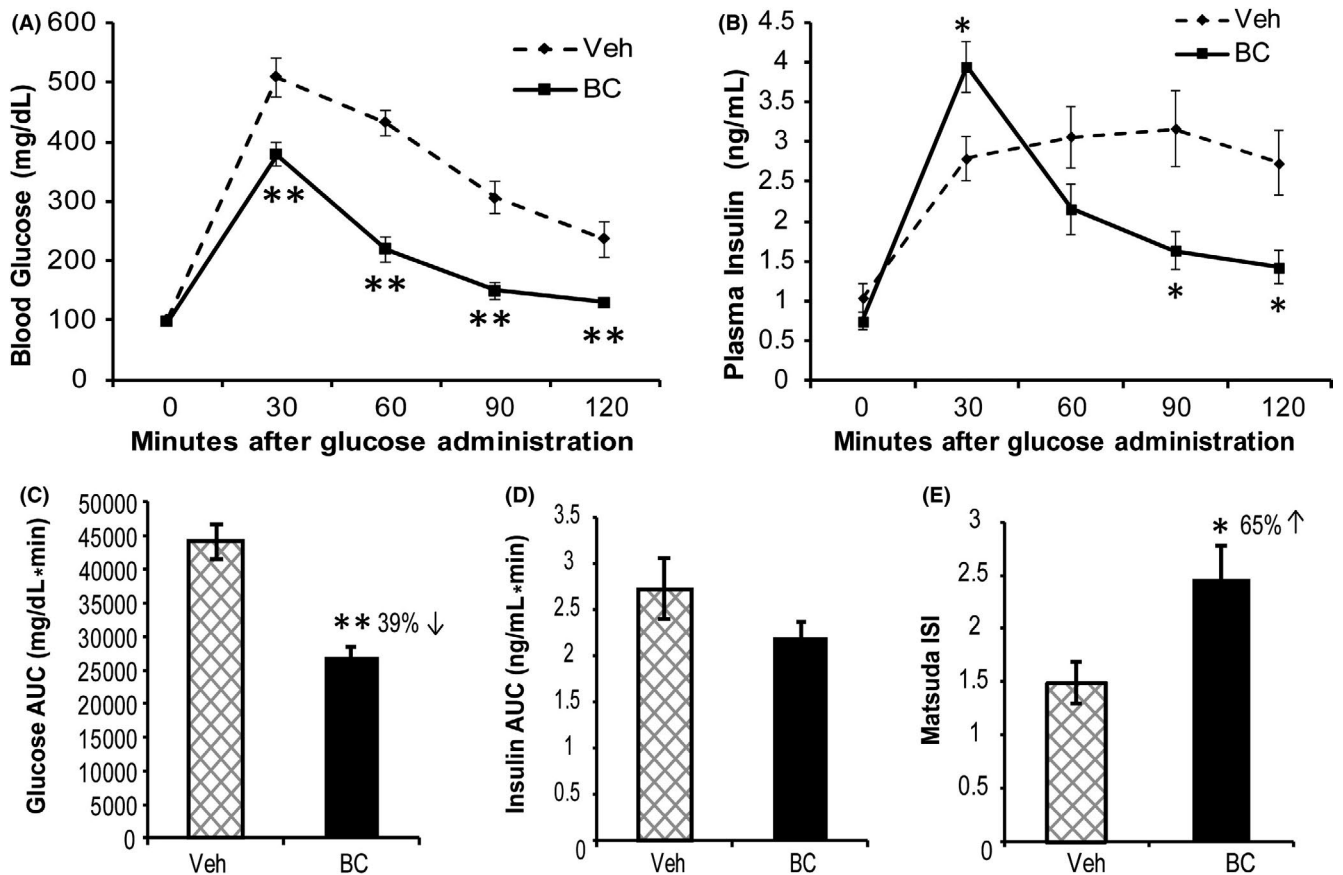 (A)
600
500
400
300
200
100
0
Blood Glucose (mg/dL)
Veh
BC
**
**
**
**
0 30 60 90 120
Minutes after glucose administration
(B)
4.5
4
3.5
3
2.5
2
1.5
1
0.5
0
Plasma Insulin (ng/mL)
Veh
BC
*
*
*
0 30 60 90 120
Minutes after glucose administration
(C)
50000
45000
40000
35000
30000
25000
20000
15000
10000
5000
0
Glucose AUC (mg/dL*min)
** 39% ↓
Veh BC
(D)
3.5
3
2.5
2
1.5
1
0.5
0
Insulin AUC (ng/mL*min)
Veh BC
(E)
3
2.5
2
1.5
1
0.5
0
Matsuda ISI
* 65% ↑
Veh BC